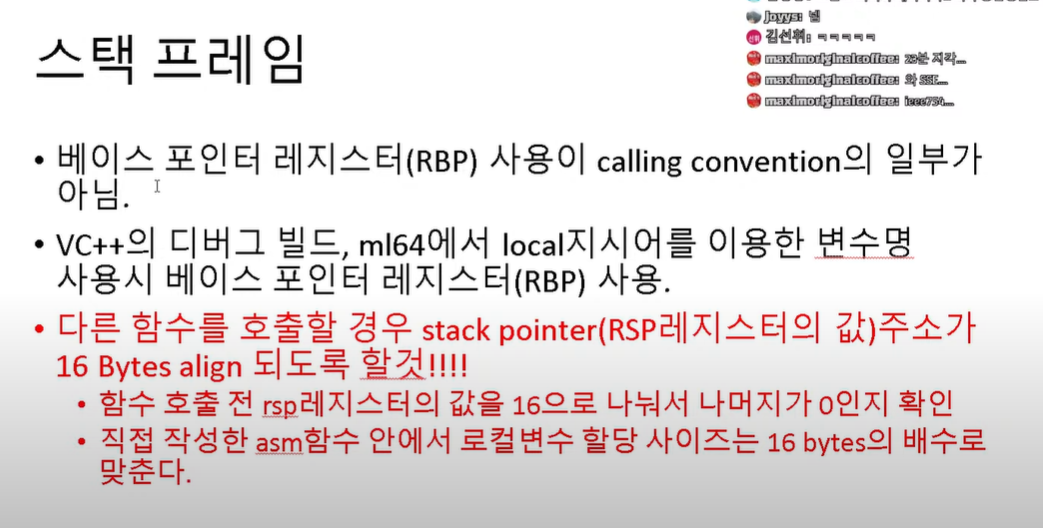 Joyys: 넵
김선휘: ㅋㅋㅋㅋㅋ
maximoriginalcoffee: 23분 지각...
maximoriginalcoffee: 와 SSE...
maximoriginalcoffee: ieee754...
스택 프레임
• 베이스 포인터 레지스터(RBP) 사용이 calling convention의 일부가
아님.
• VC++의 디버그 빌드, ml64에서 local지시어를 이용한 변수명
사용시 베이스 포인터 레지스터(RBP) 사용.
• 다른 함수를 호출할 경우 stack pointer(RSP레지스터의 값)주소가
16 Bytes align 되도록 할것!!!!
• 함수 호출 전 rsp레지스터의 값을 16으로 나눠서 나머지가 0인지 확인
• 직접 작성한 asm함수 안에서 로컬변수 할당 사이즈는 16 bytes의 배수로
맞춘다.